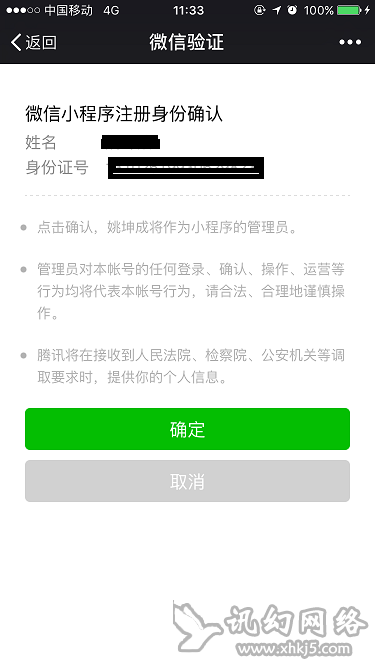 中国移动 4G 11:33 100%
返回 微信验证
微信小程序注册身份确认
姓名
身份证号
点击确认，姚坤成将作为小程序的管理员。
管理员对本帐号的任何登录、确认、操作、运营等
行为均将代表本帐号行为，请合法、合理地谨慎操
作。
腾讯将在接收到人民法院、检察院、公安机关等调
取要求时，提供你的个人信息。
确定
取消
讯幻网络
www.xhkj5.com